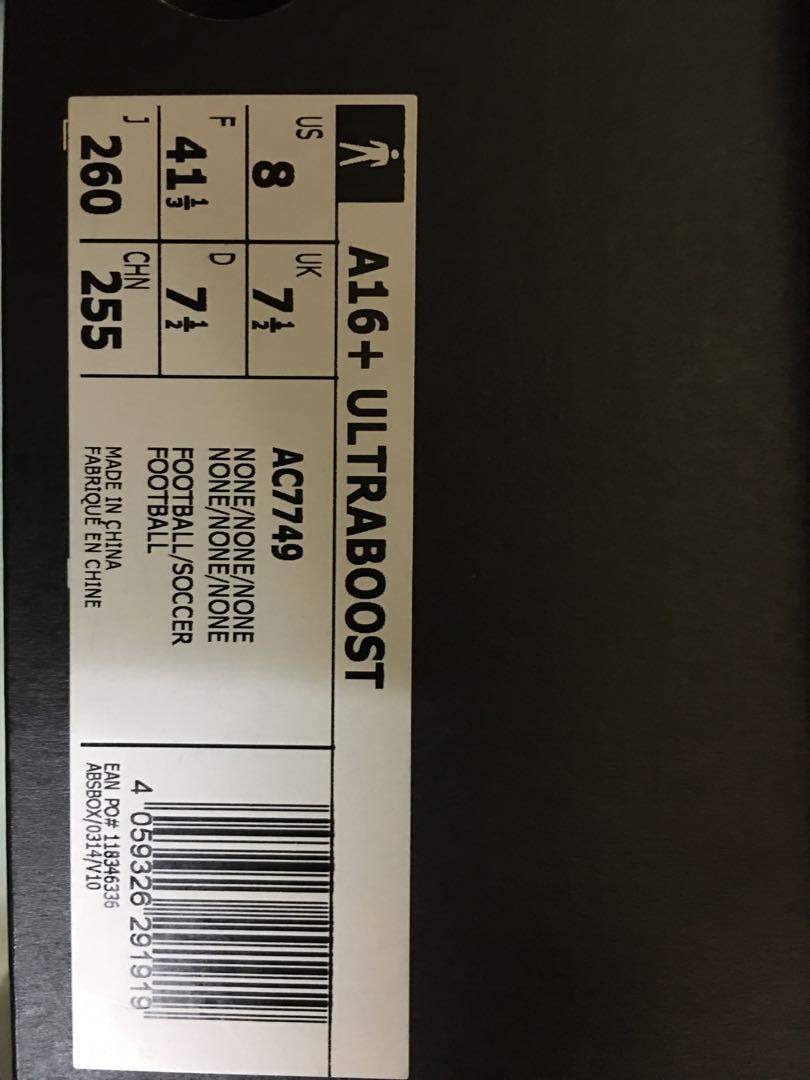 A16+ ULTRABOOST
US 8 UK 7½
F 41⅓ D 7½
J 260 CHN 255
AC7749
NONE/NONE/NONE
NONE/NONE/NONE
FOOTBALL/SOCCER
FOOTBALL
MADE IN CHINA
FABRIQUÉ EN CHINE
4 059326 291919
EAN PO# 118346336
ABSBOX/0314/V10